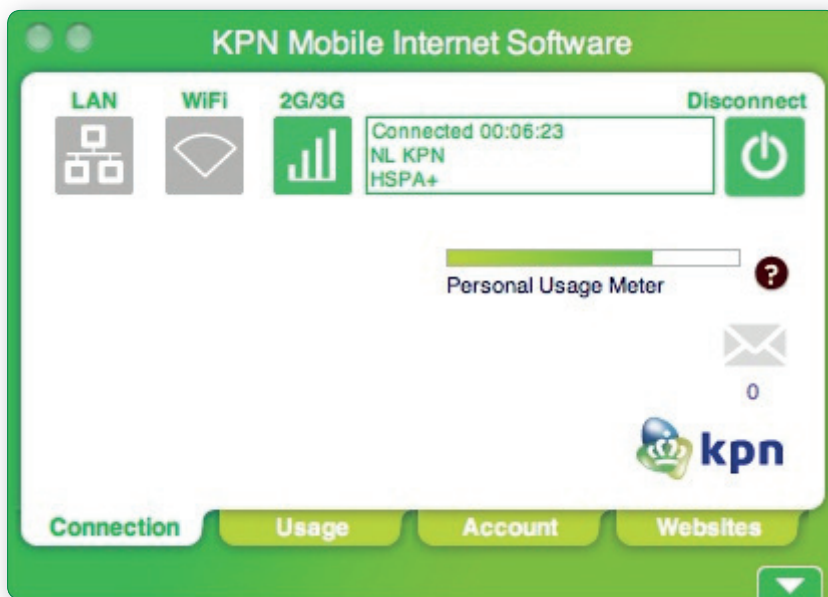 KPN Mobile Internet Software
LAN WiFi 2G/3G Disconnect
Connected 00:06:23
NL KPN
HSPA+
?
Personal Usage Meter
0
kpn
Connection Usage Account Websites